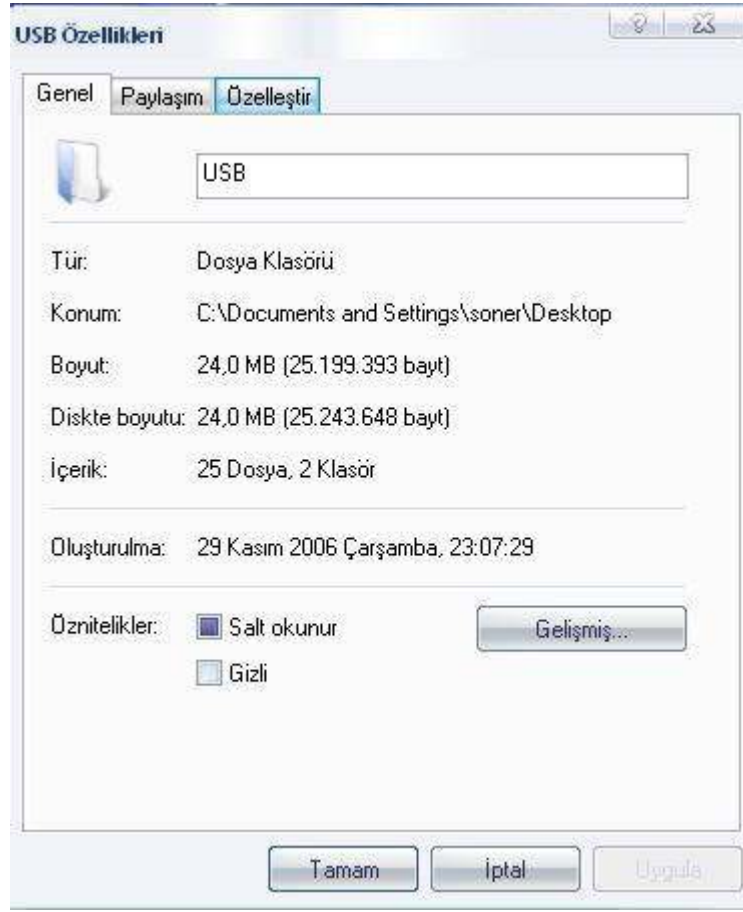 USB Özellikleri
Genel Paylaşım Özelleştir
USB
Tür: Dosya Klasörü
Konum: C:\Documents and Settings\soner\Desktop
Boyut: 24,0 MB (25.199.393 bayt)
Diskte boyutu: 24,0 MB (25.243.648 bayt)
İçerik: 25 Dosya, 2 Klasör
Oluşturulma: 29 Kasım 2006 Çarşamba, 23:07:29
Öznitelikler: Salt okunur Gelişmiş...
Gizli
Tamam İptal Uygula